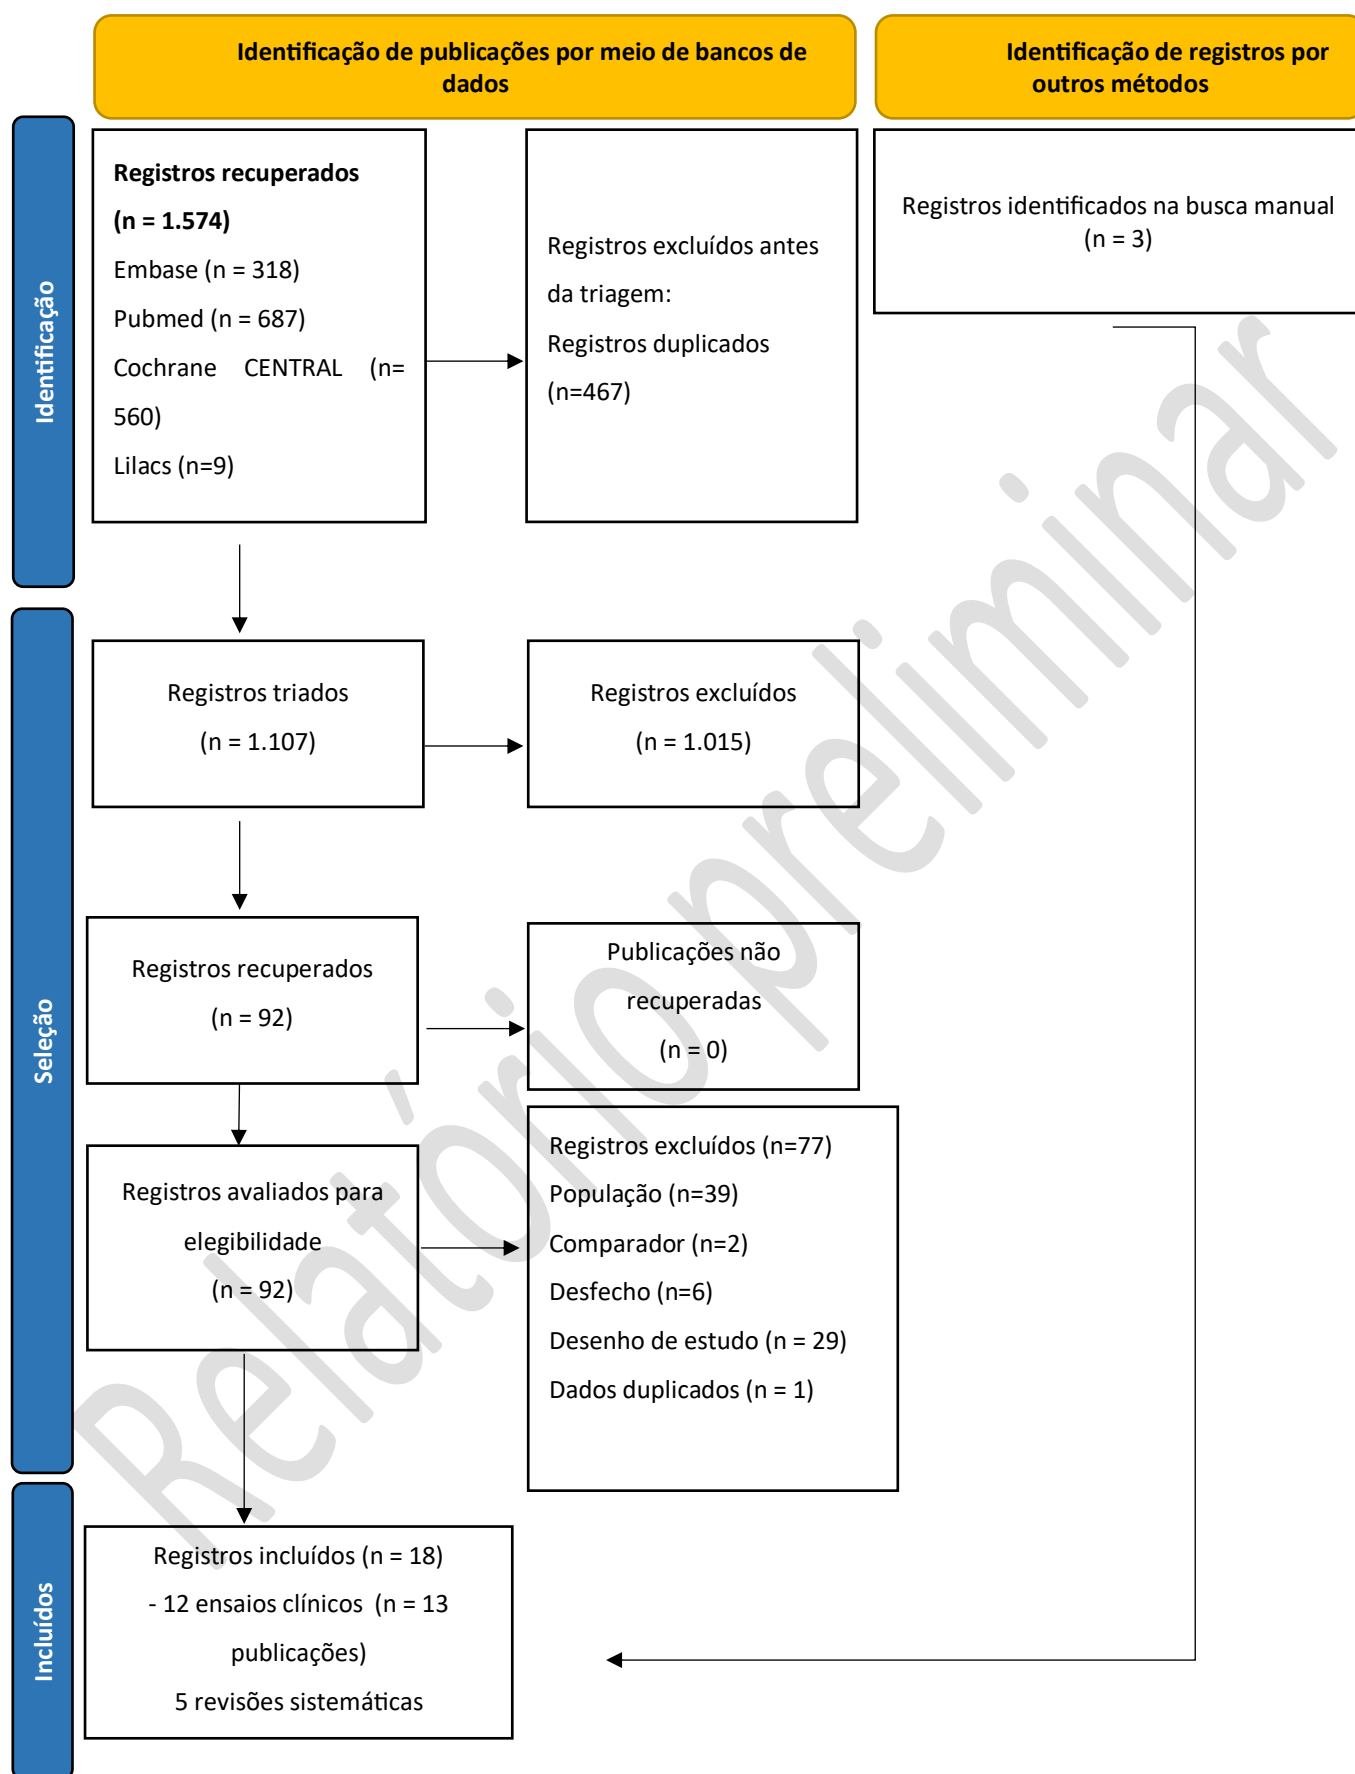 Identificação de publicações por meio de bancos de
dados
Identificação de registros por
outros métodos
Identificação
Registros recuperados
(n = 1.574)
Embase (n = 318)
Pubmed (n = 687)
Cochrane CENTRAL (n=
560)
Lilacs (n=9)
Registros excluídos antes
da triagem:
Registros duplicados
(n=467)
Registros identificados na busca manual
(n = 3)
Seleção
Registros triados
(n = 1.107)
Registros excluídos
(n = 1.015)
Registros recuperados
(n = 92)
Publicações não
recuperadas
(n = 0)
Registros avaliados para
elegibilidade
(n = 92)
Registros excluídos (n=77)
População (n=39)
Comparador (n=2)
Desfecho (n=6)
Desenho de estudo (n = 29)
Dados duplicados (n = 1)
Incluídos
Registros incluídos (n = 18)
- 12 ensaios clínicos (n = 13
publicações)
5 revisões sistemáticas
Relatório preliminar